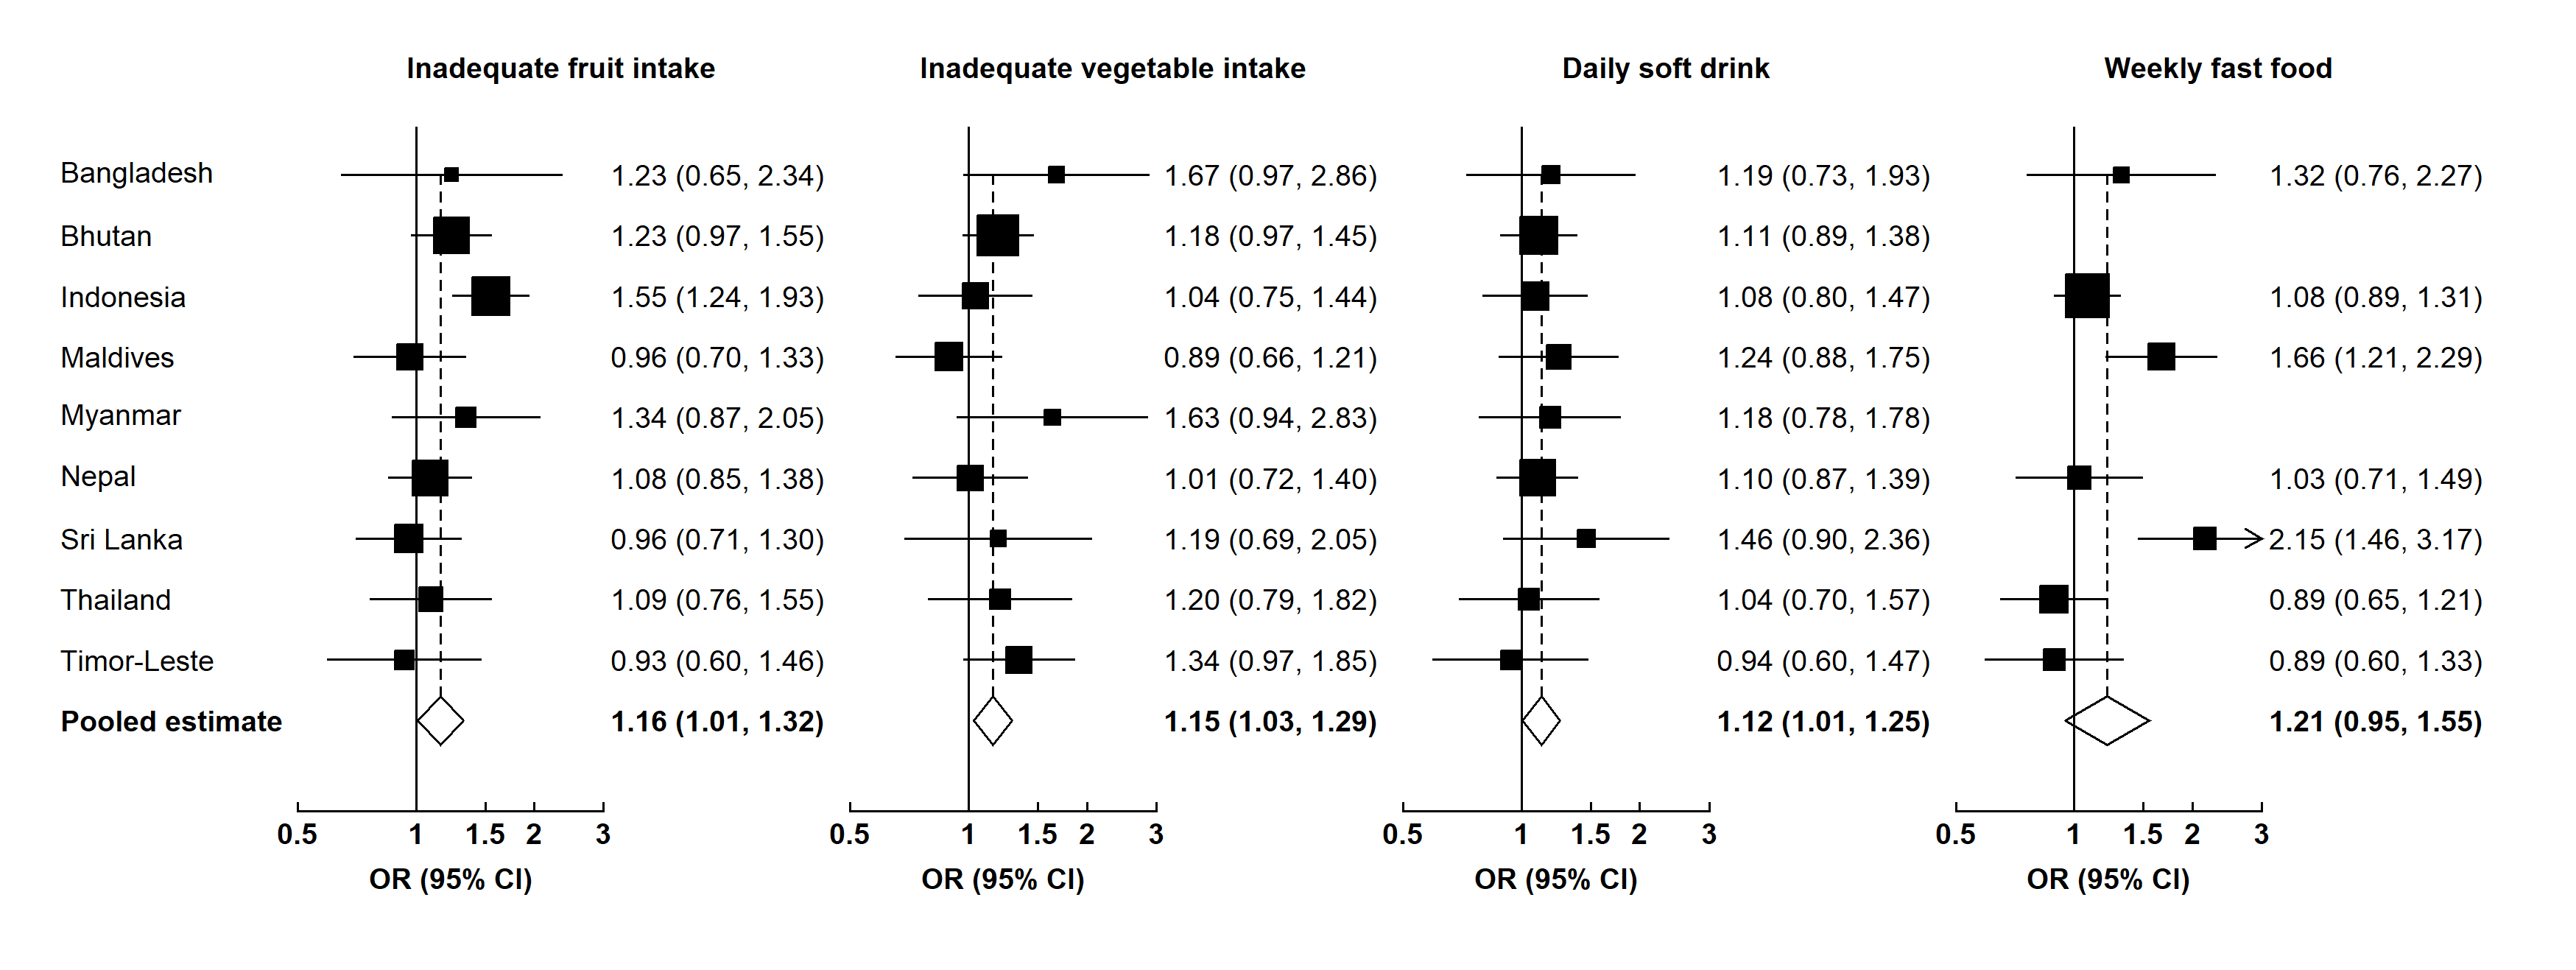 Inadequate fruit intake Inadequate vegetable intake Daily soft drink Weekly fast food
Bangladesh 1.23 (0.65, 2.34) 1.67 (0.97, 2.86) 1.19 (0.73, 1.93) 1.32 (0.76, 2.27)
Bhutan 1.23 (0.97, 1.55) 1.18 (0.97, 1.45) 1.11 (0.89, 1.38)
Indonesia 1.55 (1.24, 1.93) 1.04 (0.75, 1.44) 1.08 (0.80, 1.47) 1.08 (0.89, 1.31)
Maldives 0.96 (0.70, 1.33) 0.89 (0.66, 1.21) 1.24 (0.88, 1.75) 1.66 (1.21, 2.29)
Myanmar 1.34 (0.87, 2.05) 1.63 (0.94, 2.83) 1.18 (0.78, 1.78)
Nepal 1.08 (0.85, 1.38) 1.01 (0.72, 1.40) 1.10 (0.87, 1.39) 1.03 (0.71, 1.49)
Sri Lanka 0.96 (0.71, 1.30) 1.19 (0.69, 2.05) 1.46 (0.90, 2.36) 2.15 (1.46, 3.17)
Thailand 1.09 (0.76, 1.55) 1.20 (0.79, 1.82) 1.04 (0.70, 1.57) 0.89 (0.65, 1.21)
Timor-Leste 0.93 (0.60, 1.46) 1.34 (0.97, 1.85) 0.94 (0.60, 1.47) 0.89 (0.60, 1.33)
Pooled estimate 1.16 (1.01, 1.32) 1.15 (1.03, 1.29) 1.12 (1.01, 1.25) 1.21 (0.95, 1.55)
0.5 1 1.5 2 3 0.5 1 1.5 2 3 0.5 1 1.5 2 3 0.5 1 1.5 2 3
OR (95% CI) OR (95% CI) OR (95% CI) OR (95% CI)